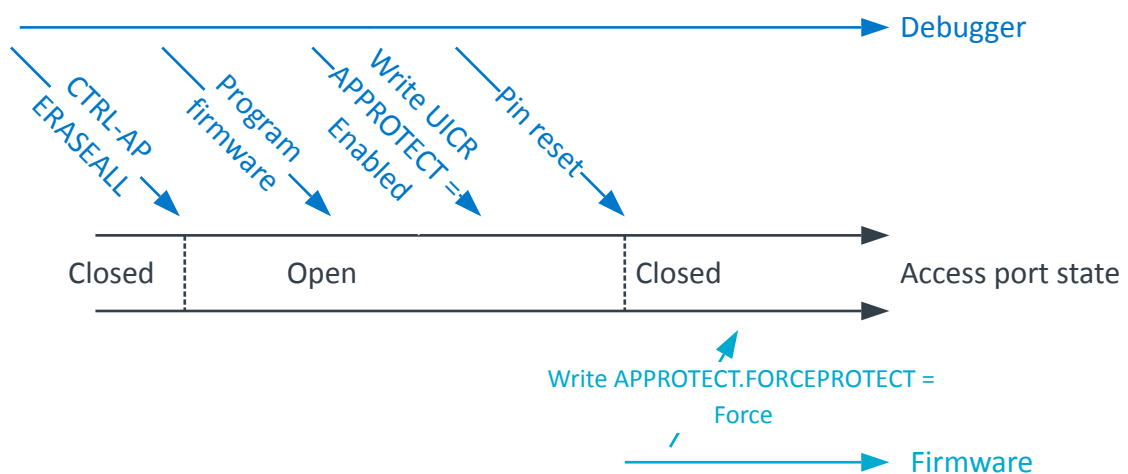 Debugger
CTRL-AP
ERASEALL
Program
firmware
Write UICR
APPROTECT =
Enabled
Pin reset
Closed
Open
Closed
Access port state
Write APPROTECT.FORCEPROTECT =
Force
Firmware